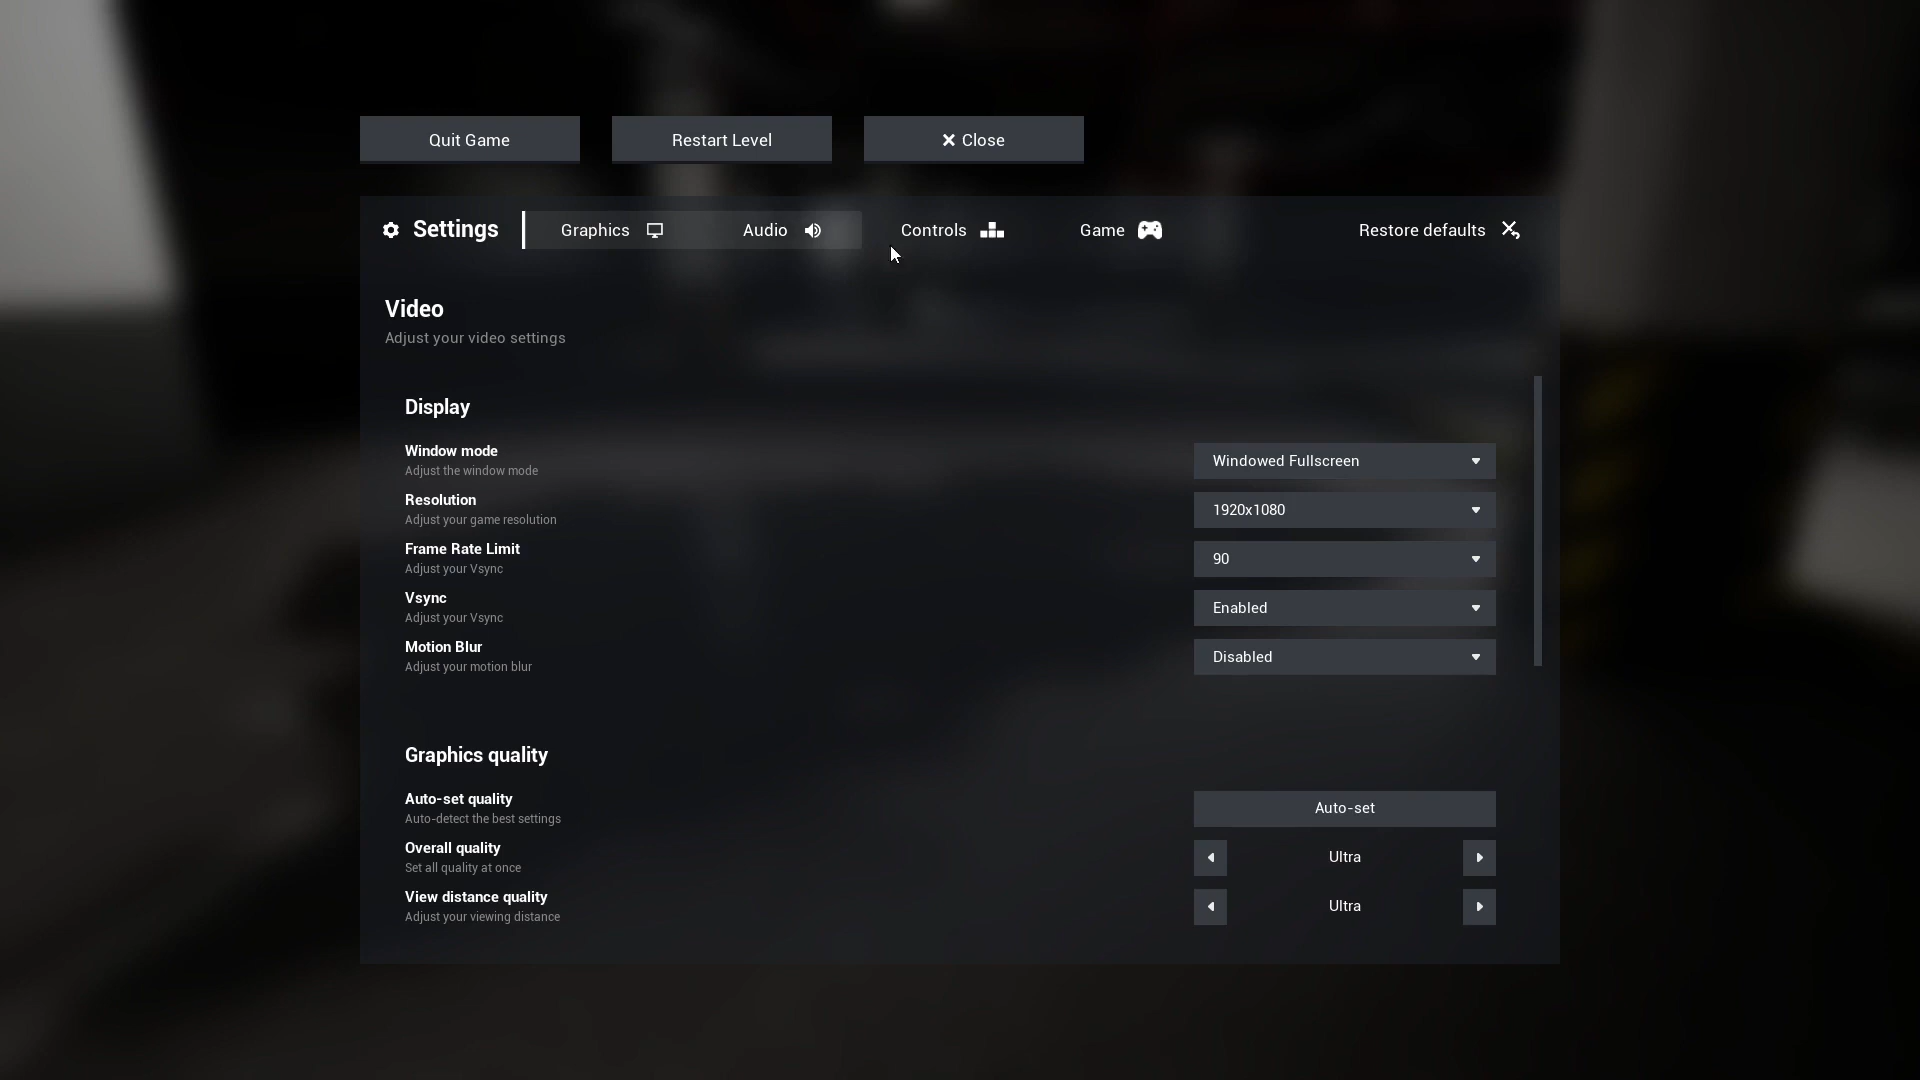 Quit Game
Restart Level
Close
Settings
Graphics
Audio
Controls
Game
Restore defaults
Video
Adjust your video settings
Display
Window mode
Adjust the window mode
Windowed Fullscreen
Resolution
Adjust your game resolution
1920x1080
Frame Rate Limit
Adjust your Vsync
90
Vsync
Adjust your Vsync
Enabled
Motion Blur
Adjust your motion blur
Disabled
Graphics quality
Auto-set quality
Auto-detect the best settings
Auto-set
Overall quality
Set all quality at once
Ultra
View distance quality
Adjust your viewing distance
Ultra